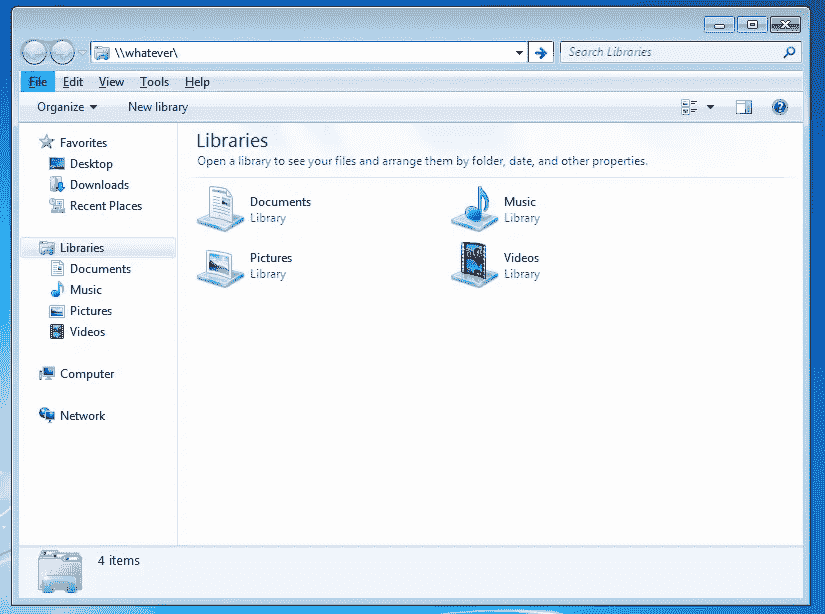 \\whatever\
Search Libraries
File Edit View Tools Help
Organize New library
Favorites
Desktop
Downloads
Recent Places
Libraries
Documents
Music
Pictures
Videos
Computer
Network
Libraries
Open a library to see your files and arrange them by folder, date, and other properties.
Documents
Library
Music
Library
Pictures
Library
Videos
Library
4 items